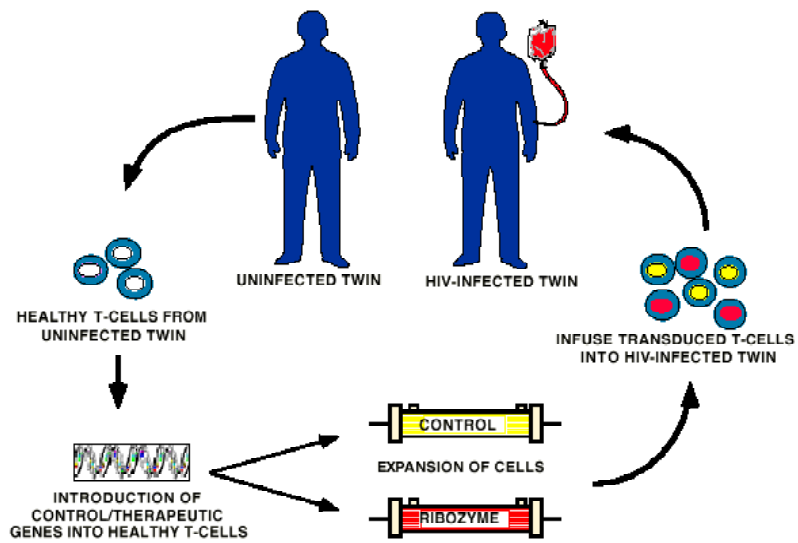 UNINFECTED TWIN
HIV-INFECTED TWIN
HEALTHY T-CELLS FROM
UNINFECTED TWIN
INFUSE TRANSDUCED T-CELLS
INTO HIV-INFECTED TWIN
CONTROL
EXPANSION OF CELLS
INTRODUCTION OF
CONTROL/THERAPEUTIC
GENES INTO HEALTHY T-CELLS
RIBOZYME